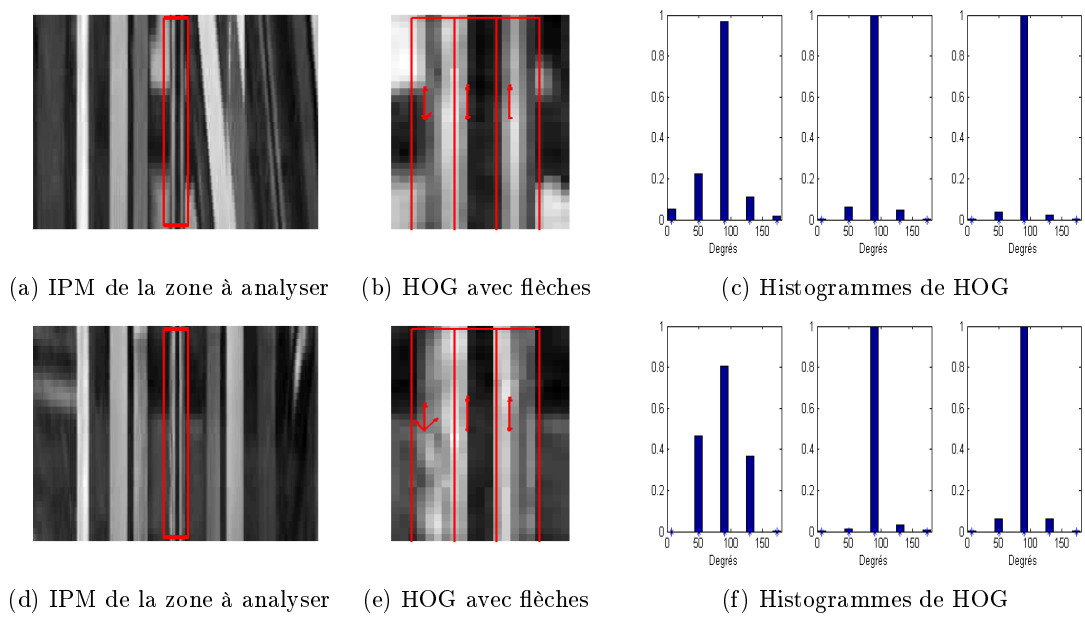 1
0.8
0.6
0.4
0.2
0
0 50 100 150
Degrés
1
0.8
0.6
0.4
0.2
0
0 50 100 150
Degrés
1
0.8
0.6
0.4
0.2
0
0 50 100 150
Degrés
(a) IPM de la zone à analyser
(b) HOG avec flèches
(c) Histogrammes de HOG
1
0.8
0.6
0.4
0.2
0
0 50 100 150
Degrés
1
0.8
0.6
0.4
0.2
0
0 50 100 150
Degrés
1
0.8
0.6
0.4
0.2
0
0 50 100 150
Degrés
(d) IPM de la zone à analyser
(e) HOG avec flèches
(f) Histogrammes de HOG